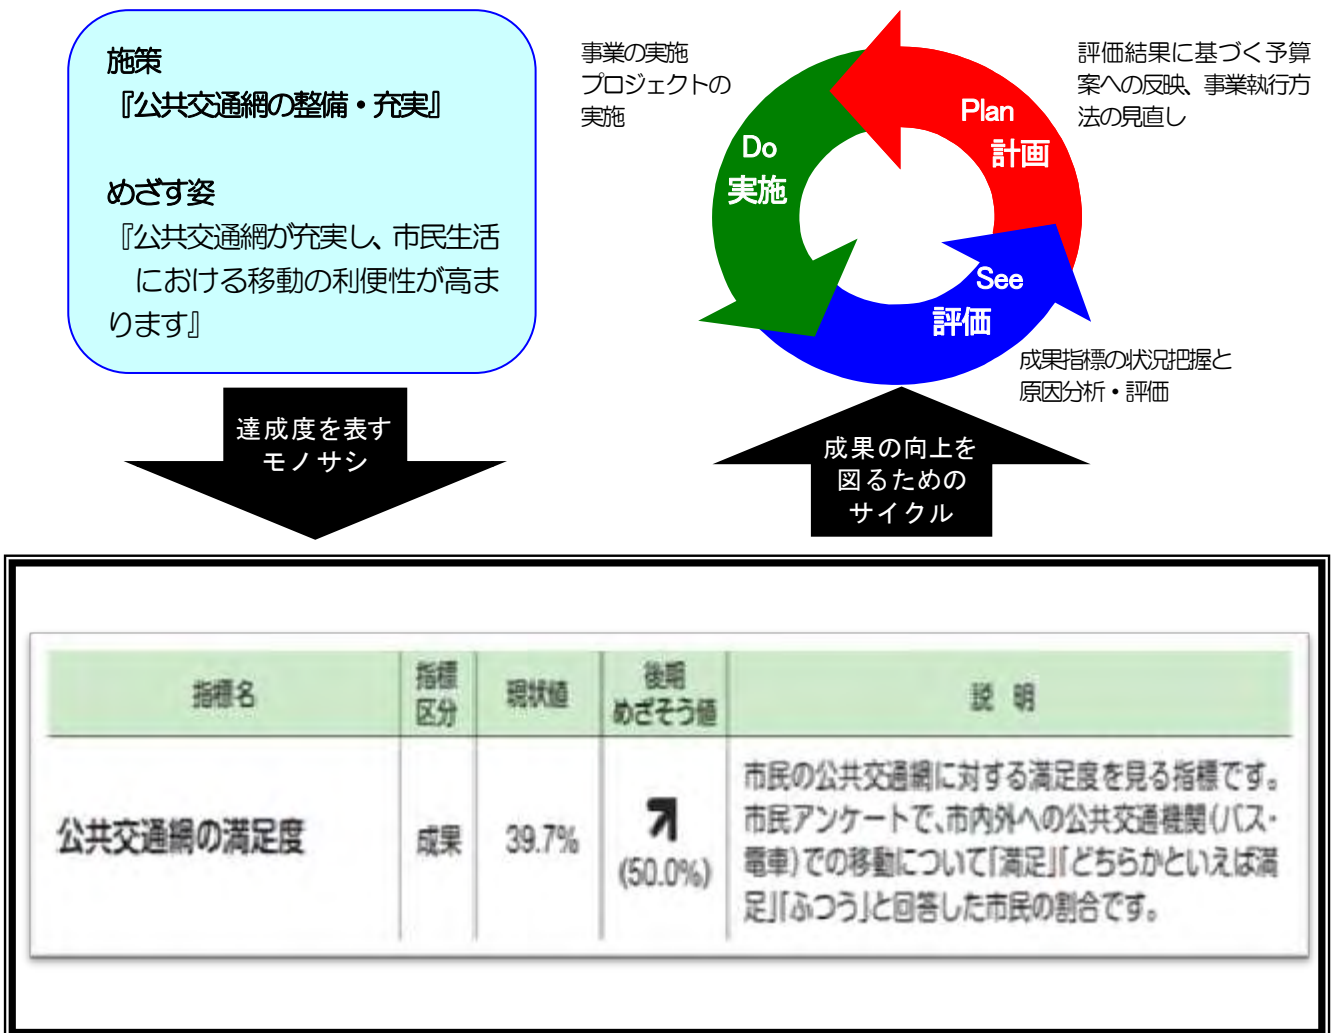 施策
『公共交通網の整備・充実』
めざす姿
『公共交通網が充実し、市民生活
における移動の利便性が高ま
ります』
事業の実施
プロジェクトの
実施
Do
実施
Plan
計画
See
評価
評価結果に基づく予算
案への反映、事業執行方
法の見直し
成果指標の状況把握と
原因分析・評価
達成度を表す
モノサシ
成果の向上を
図るための
サイクル
指標名
指標
区分
現状値
後期
めざそう値
説 明
公共交通網の満足度
成果
39.7%
(50.0%)
市民の公共交通網に対する満足度を見る指標です。
市民アンケートで、市内外への公共交通機関(バス・
電車)での移動について「満足」「どちらかといえば満
足」「ふつう」と回答した市民の割合です。